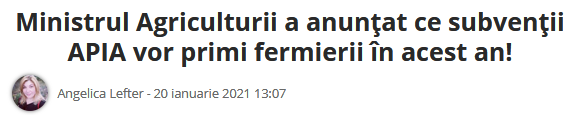 Ministrul Agriculturii a anunţat ce subvenţii
APIA vor primi fermierii în acest an!
Angelica Lefter - 20 ianuarie 2021 13:07